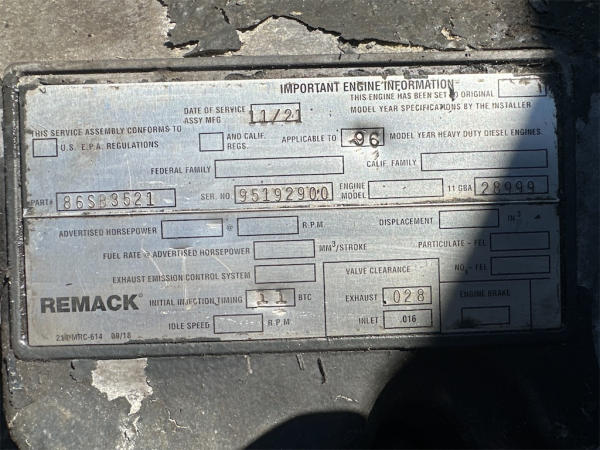 IMPORTANT ENGINE INFORMATION
THIS ENGINE HAS BEEN SET TO ORIGINAL
MODEL YEAR SPECIFICATIONS BY THE INSTALLER
DATE OF SERVICE
ASSY MFG 11/21
THIS SERVICE ASSEMBLY CONFORMS TO
U.S. E.P.A. REGULATIONS AND CALIF. REGS. APPLICABLE TO 96 MODEL YEAR HEAVY DUTY DIESEL ENGINES.
FEDERAL FAMILY CALIF. FAMILY
PART# 86SB3521 SER. NO. 95192900 ENGINE MODEL 11 GBA 28999
ADVERTISED HORSEPOWER @ R.P.M DISPLACEMENT IN³
FUEL RATE @ ADVERTISED HORSEPOWER MM³/STROKE PARTICULATE - FEL
EXHAUST EMISSION CONTROL SYSTEM VALVE CLEARANCE NOx - FEL
REMACK INITIAL INJECTION TIMING 11 BTC EXHAUST .028 ENGINE BRAKE
IDLE SPEED R.P.M INLET .016
09/18